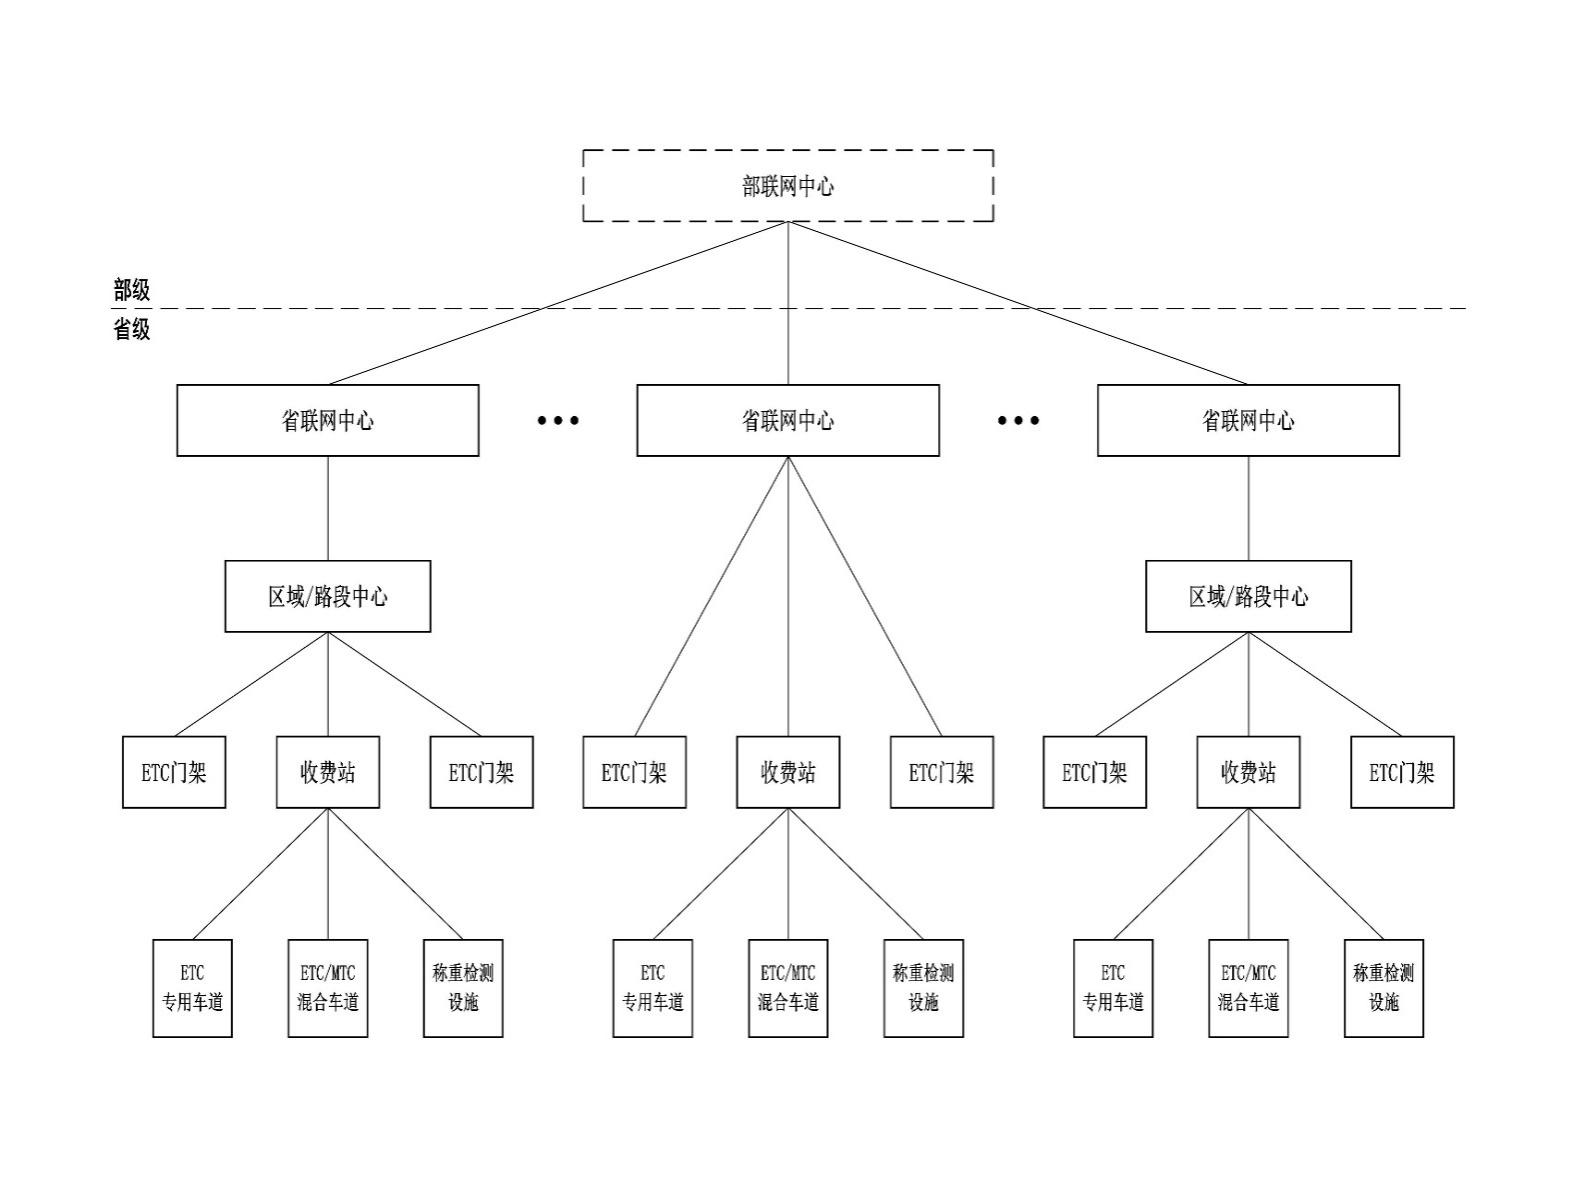 部联网中心
部级
省级
省联网中心
•••
省联网中心
•••
省联网中心
区域/路段中心
区域/路段中心
ETC门架
收费站
ETC门架
ETC门架
收费站
ETC门架
ETC门架
收费站
ETC门架
ETC
专用车道
ETC/MTC
混合车道
称重检测
设施
ETC
专用车道
ETC/MTC
混合车道
称重检测
设施
ETC
专用车道
ETC/MTC
混合车道
称重检测
设施